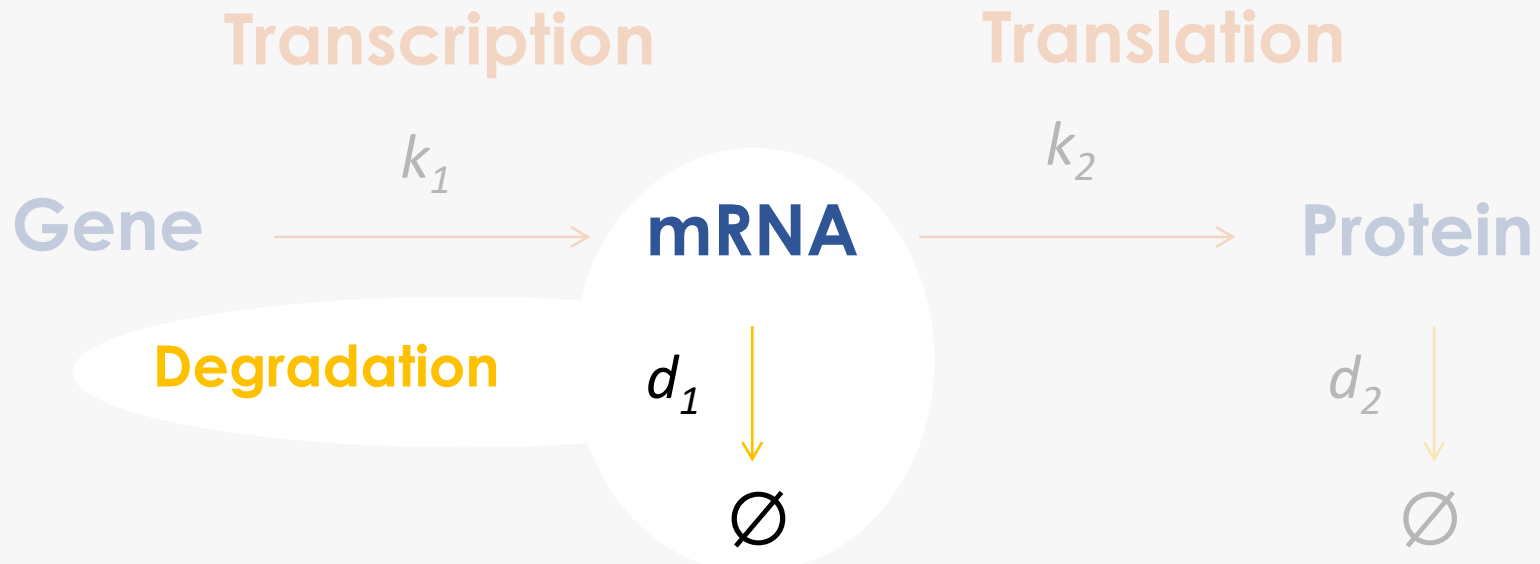 Transcription Translation
k1 k2
Gene mRNA Protein
Degradation d1 d2
∅ ∅